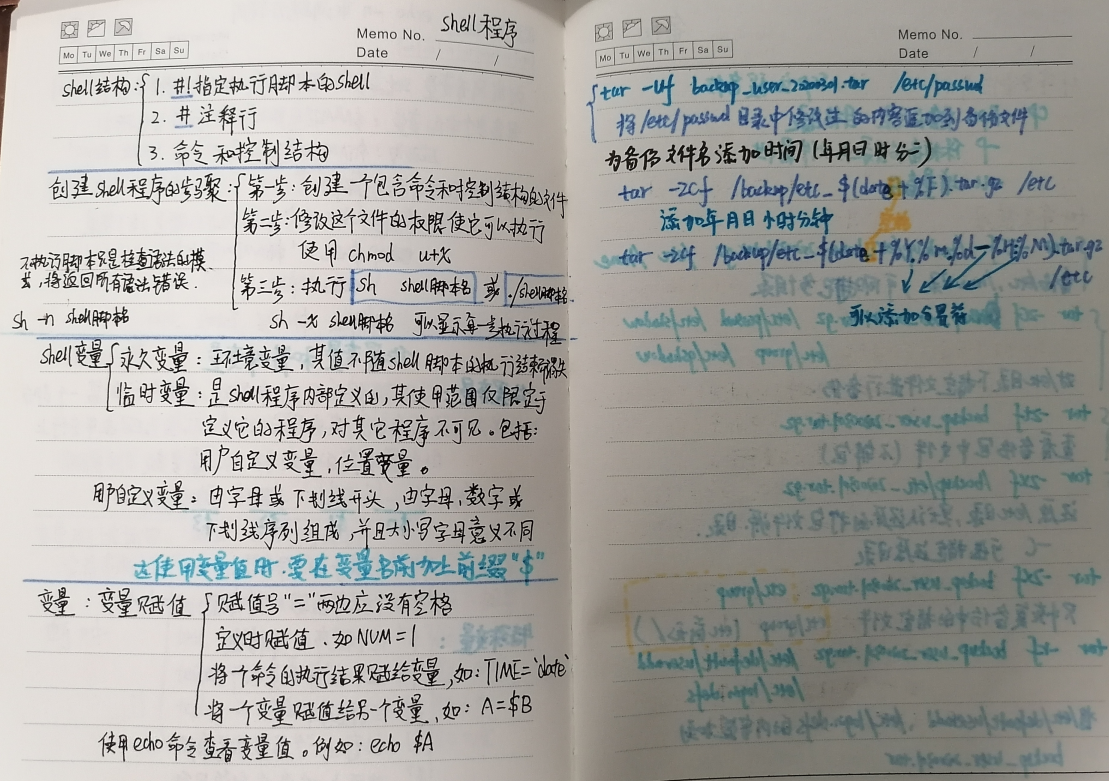 Memo No. shell程序
Mo Tu We Th Fr Sa Su
Date / /
shell结构:
1. #!指定执行脚本的shell
2. #注释行
3. 命令和控制结构
创建shell程序的步骤:
第一步:创建一个包含命令和控制结构的文件
第二步:修改这个文件的权限使它可以执行
使用 chmod u+x
第三步:执行 sh shell脚本名 或 ./shell脚本名
不执行脚本只是检查语法的模
式,将返回所有语法错误.
sh -n shell脚本名
sh -x shell脚本名 可以显示每一步执行过程
shell变量
永久变量:环境变量,其值不随shell脚本的执行结束而消失
临时变量:是shell程序内部定义的,其使用范围仅限定于
定义它的程序,对其它程序不可见。包括:
用户自定义变量,位置变量。
用户自定义变量:由字母或下划线开头,由字母,数字或
下划线序列组成,并且大小写字母意义不同
使用变量值时,要在变量名前加上前缀"$"
变量:变量赋值
赋值号"="两边应没有空格
定义时赋值.如NUM=1
将个命令的执行结果赋给变量,如:TIME=`date`
将一个变量赋值给另一个变量,如:A=$B
使用echo命令查看变量值。例如:echo $A
Memo No.
Mo Tu We Th Fr Sa Su
Date / /
tar -uf /etc/passwd
将/etc/passwd目录中修改过的内容追加到备份文件
为备份文件名添加时间(年月日时分)
tar -zcf /backup/etc_$(date +%F).tar.gz /etc
添加年月日小时分钟
空格
tar -zcf /backup/etc_$(date +%Y%m%d-%H%M).tar.gz
/etc
可以添加